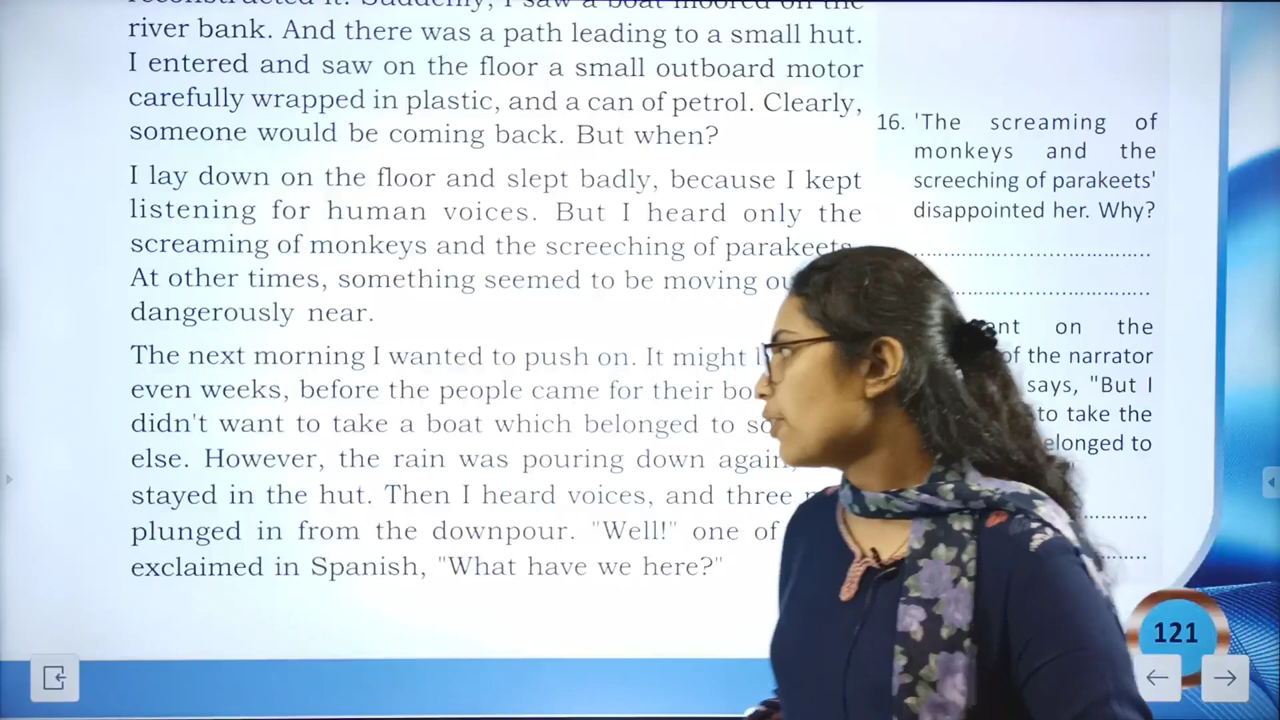 reconstructed it. Suddenly, I saw a boat moored on the
river bank. And there was a path leading to a small hut.
I entered and saw on the floor a small outboard motor
carefully wrapped in plastic, and a can of petrol. Clearly,
someone would be coming back. But when?
I lay down on the floor and slept badly, because I kept
listening for human voices. But I heard only the
screaming of monkeys and the screeching of parakeets.
At other times, something seemed to be moving
dangerously near.
The next morning I wanted to push on. It might
even weeks, before the people came for their
didn't want to take a boat which belonged to
else. However, the rain was pouring down again,
stayed in the hut. Then I heard voices, and three
plunged in from the downpour. "Well!" one of
exclaimed in Spanish, "What have we here?"
16. 'The screaming of
monkeys and the
screeching of parakeets'
disappointed her. Why?
on the
of the narrator
says, "But I
to take the
121